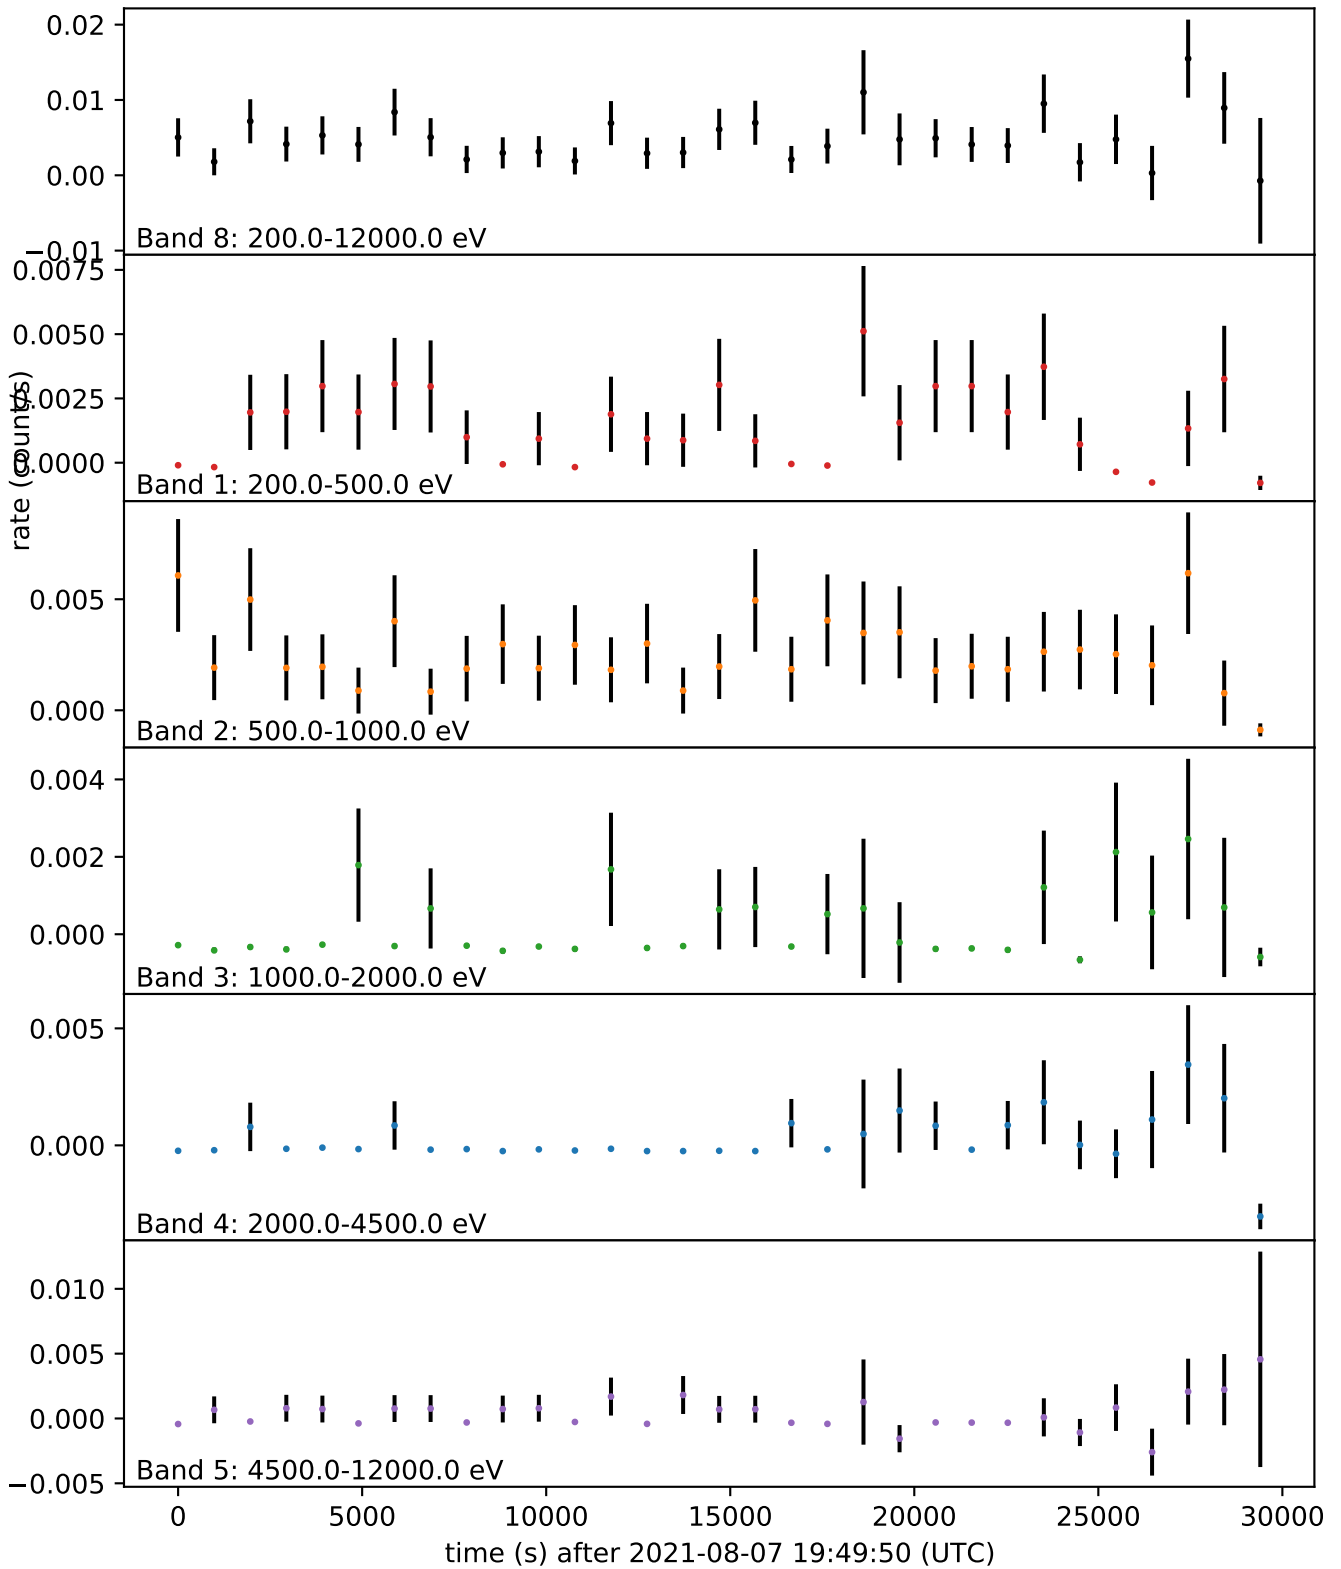 0.02
0.01
0.00
−0.01
Band 8: 200.0-12000.0 eV
0.0075
0.0050
0.0025
0.0000
Band 1: 200.0-500.0 eV
rate (count/s)
0.005
0.000
Band 2: 500.0-1000.0 eV
0.004
0.002
0.000
Band 3: 1000.0-2000.0 eV
0.005
0.000
Band 4: 2000.0-4500.0 eV
0.010
0.005
0.000
−0.005
Band 5: 4500.0-12000.0 eV
0 5000 10000 15000 20000 25000 30000
time (s) after 2021-08-07 19:49:50 (UTC)